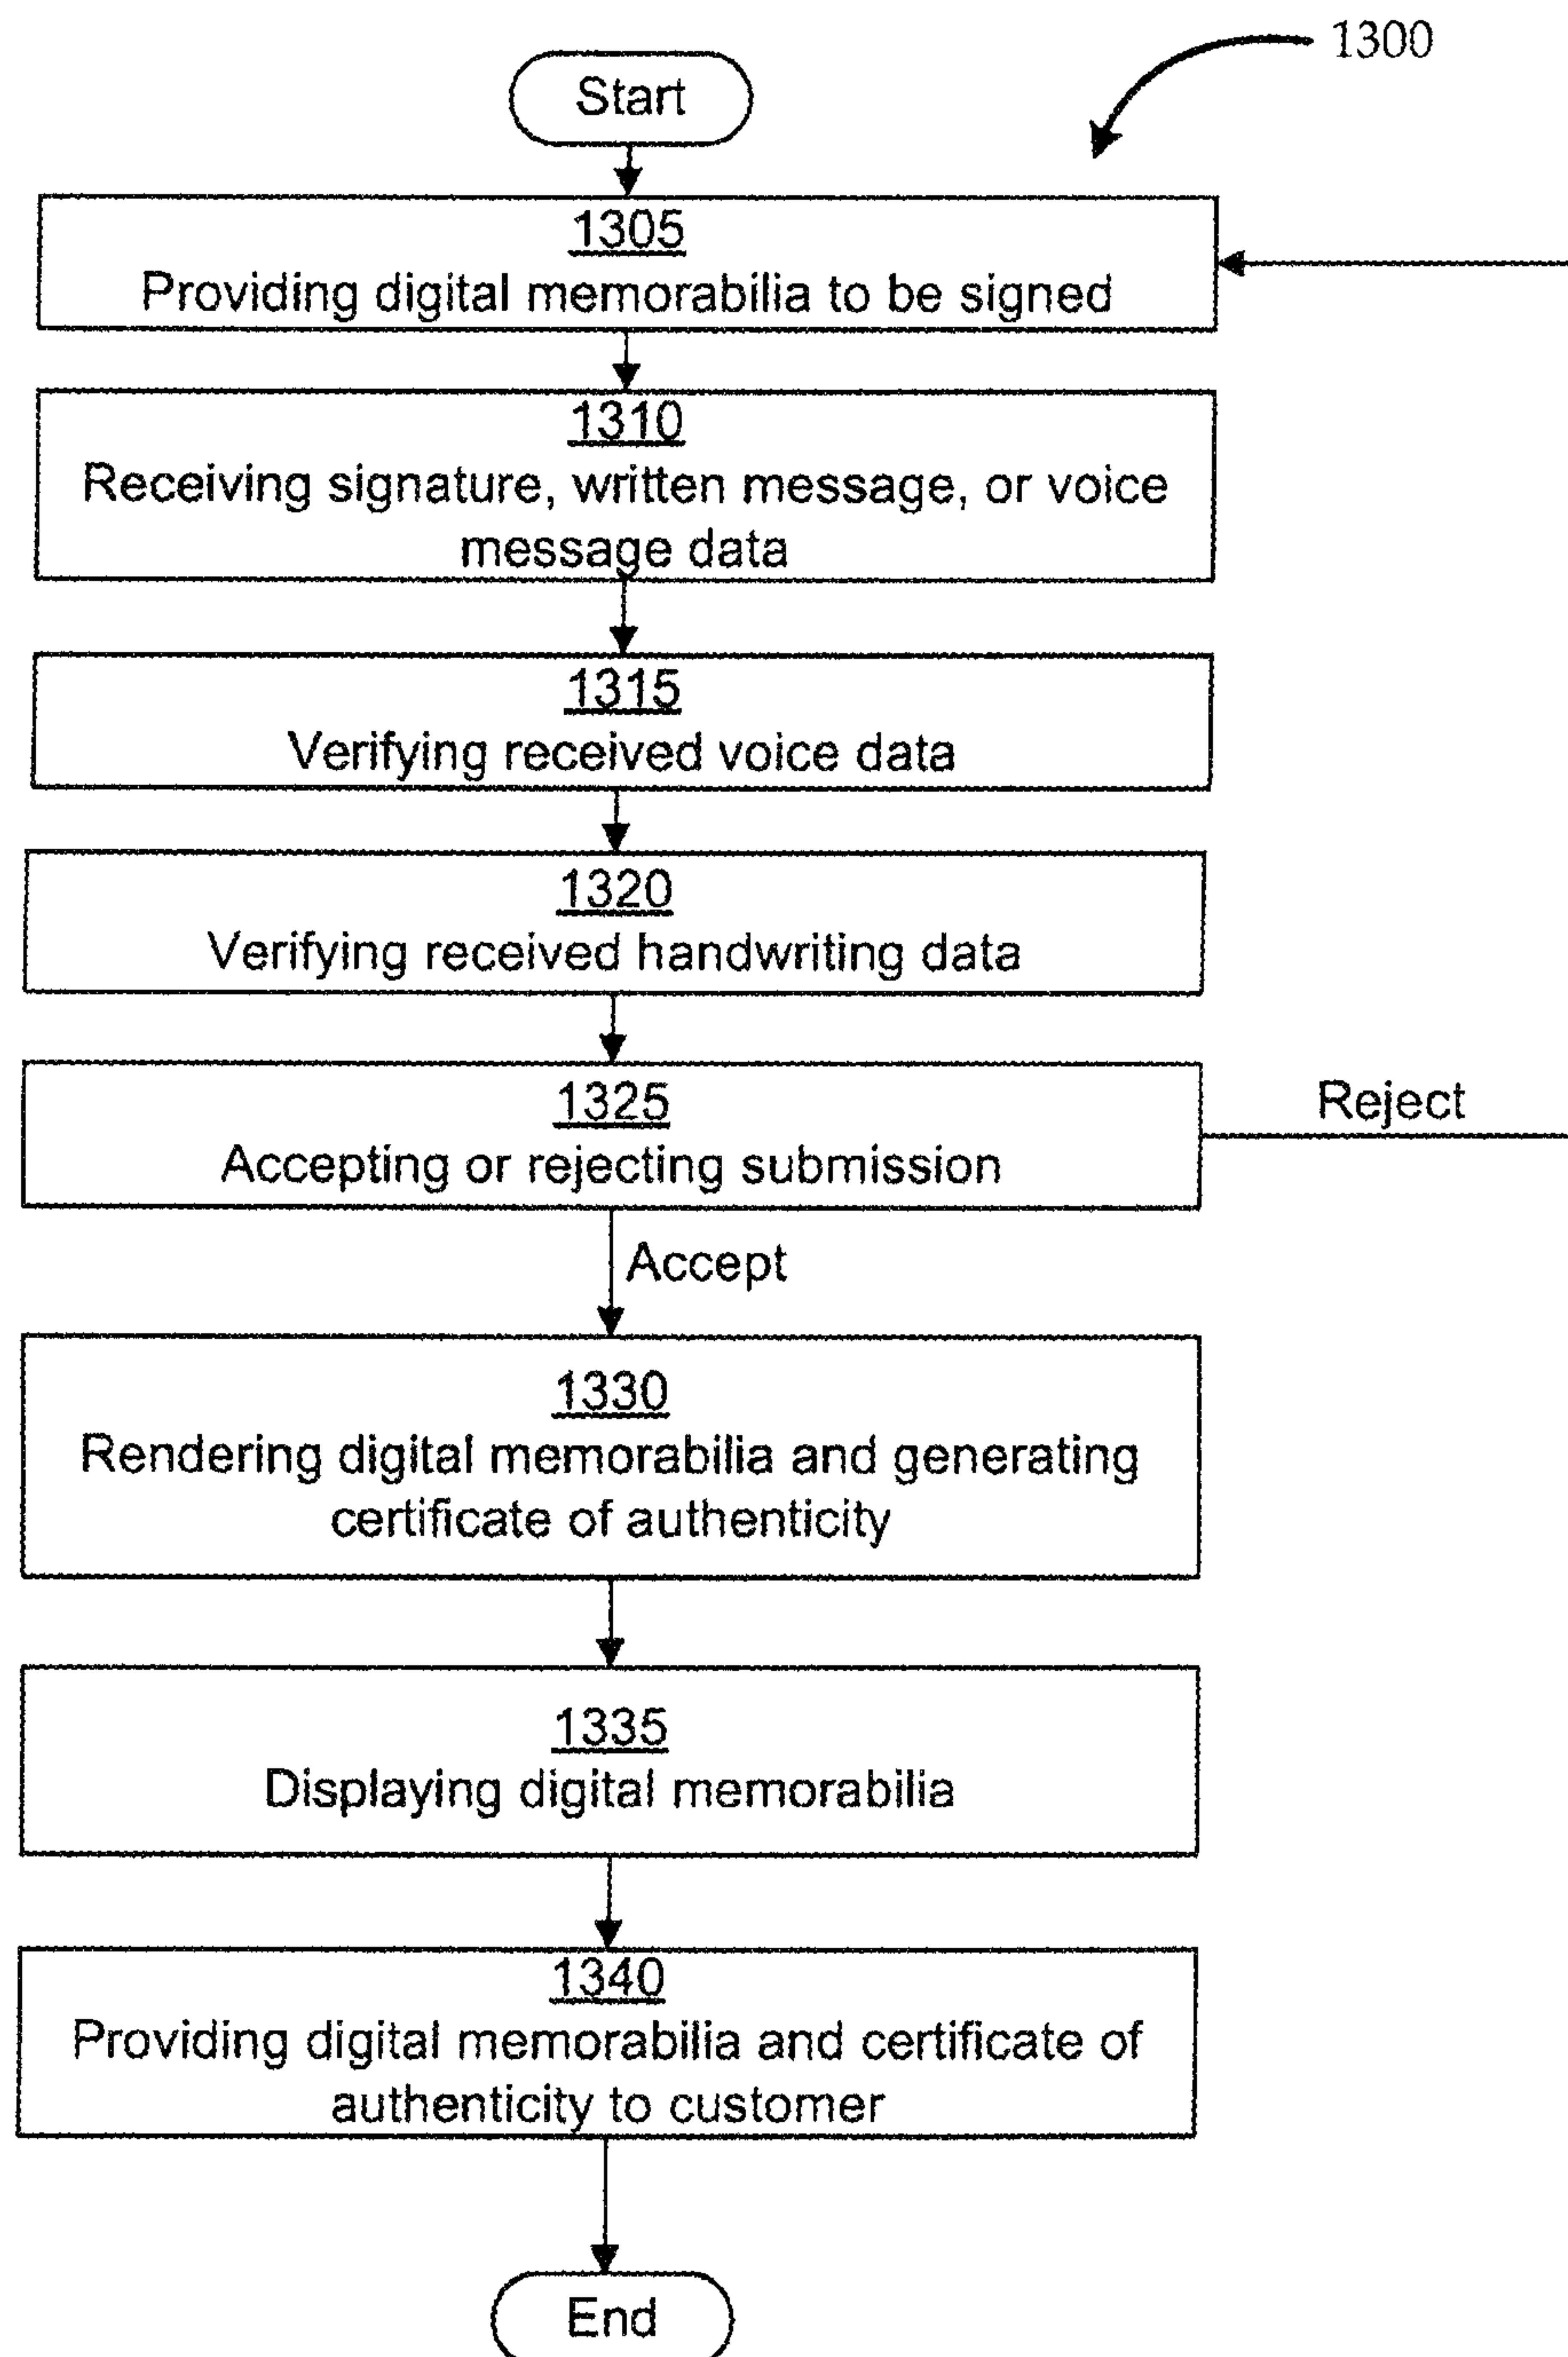 1300
Start
1305
Providing digital memorabilia to be signed
1310
Receiving signature, written message, or voice
message data
1315
Verifying received voice data
1320
Verifying received handwriting data
1325
Accepting or rejecting submission
Reject
Accept
1330
Rendering digital memorabilia and generating
certificate of authenticity
1335
Displaying digital memorabilia
1340
Providing digital memorabilia and certificate of
authenticity to customer
End